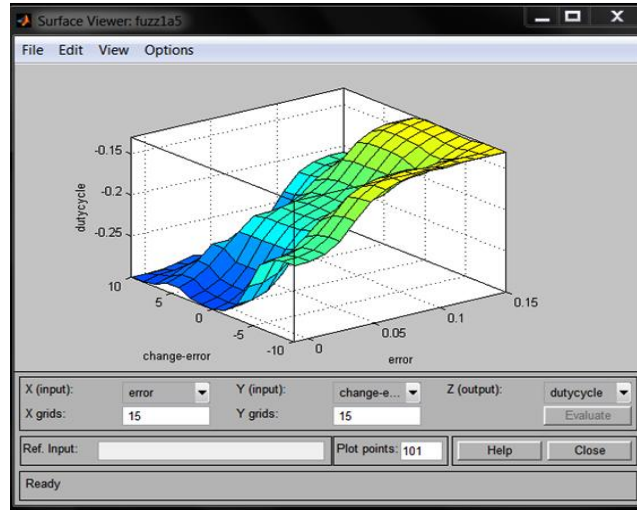 Surface Viewer: fuzz1a5
File Edit View Options
-0.15
-0.2
-0.25
dutycycle
10
5
0
-5
-10
change-error
0
0.05
0.1
0.15
error
X (input): error Y (input): change-e... Z (output): dutycycle
X grids: 15 Y grids: 15 Evaluate
Ref. Input: Plot points: 101 Help Close
Ready